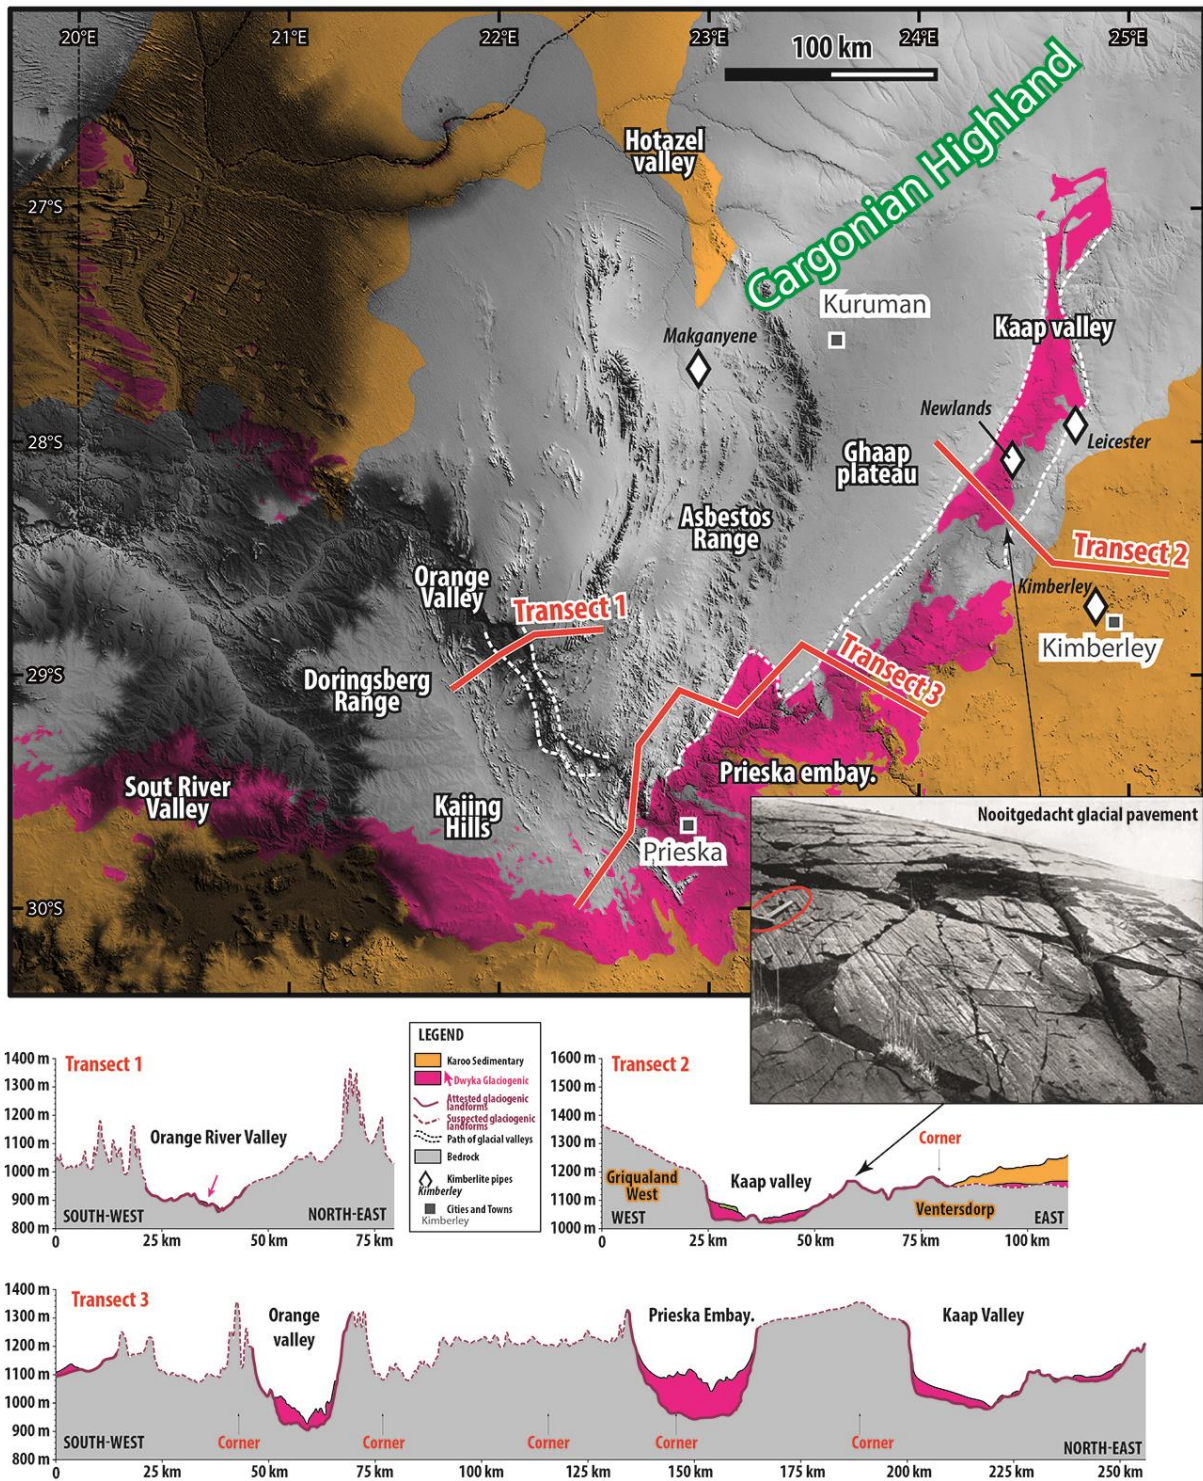 20°E
21°E
22°E
23°E
24°E
25°E
100 km
Cargonian Highland
Hotazel
valley
27°S
Kuruman
Makganyene
Kaap valley
Newlands
Leicester
28°S
Ghaap
plateau
Asbestos
Range
Transect 2
Orange
Valley
Transect 1
Kimberley
Kimberley
29°S
Doringsberg
Range
Transect 3
Prieska embay.
Sout River
Valley
Kaiing
Hills
Prieska
Nooitgedacht glacial pavement
30°S
1400 m
1300 m
1200 m
1100 m
1000 m
900 m
800 m
Transect 1
Orange River Valley
SOUTH-WEST
NORTH-EAST
0
25 km
50 km
75 km
LEGEND
Karoo Sedimentary
Dwyka Glaciogenic
Attested glaciogenic
landforms
Suspected glaciogenic
landforms
Path of glacial valleys
Bedrock
Kimberlite pipes
Kimberley
Cities and Towns
Kimberley
1600 m
1500 m
1400 m
1300 m
1200 m
1100 m
1000 m
Transect 2
Corner
Griqualand
West
Kaap valley
Ventersdorp
WEST
EAST
0
25 km
50 km
75 km
100 km
1400 m
1300 m
1200 m
1100 m
1000 m
900 m
800 m
Transect 3
Orange
valley
Prieska Embay.
Kaap Valley
SOUTH-WEST
Corner
Corner
Corner
Corner
Corner
NORTH-EAST
0
25 km
50 km
75 km
100 km
125 km
150 km
175 km
200 km
225 km
250 km